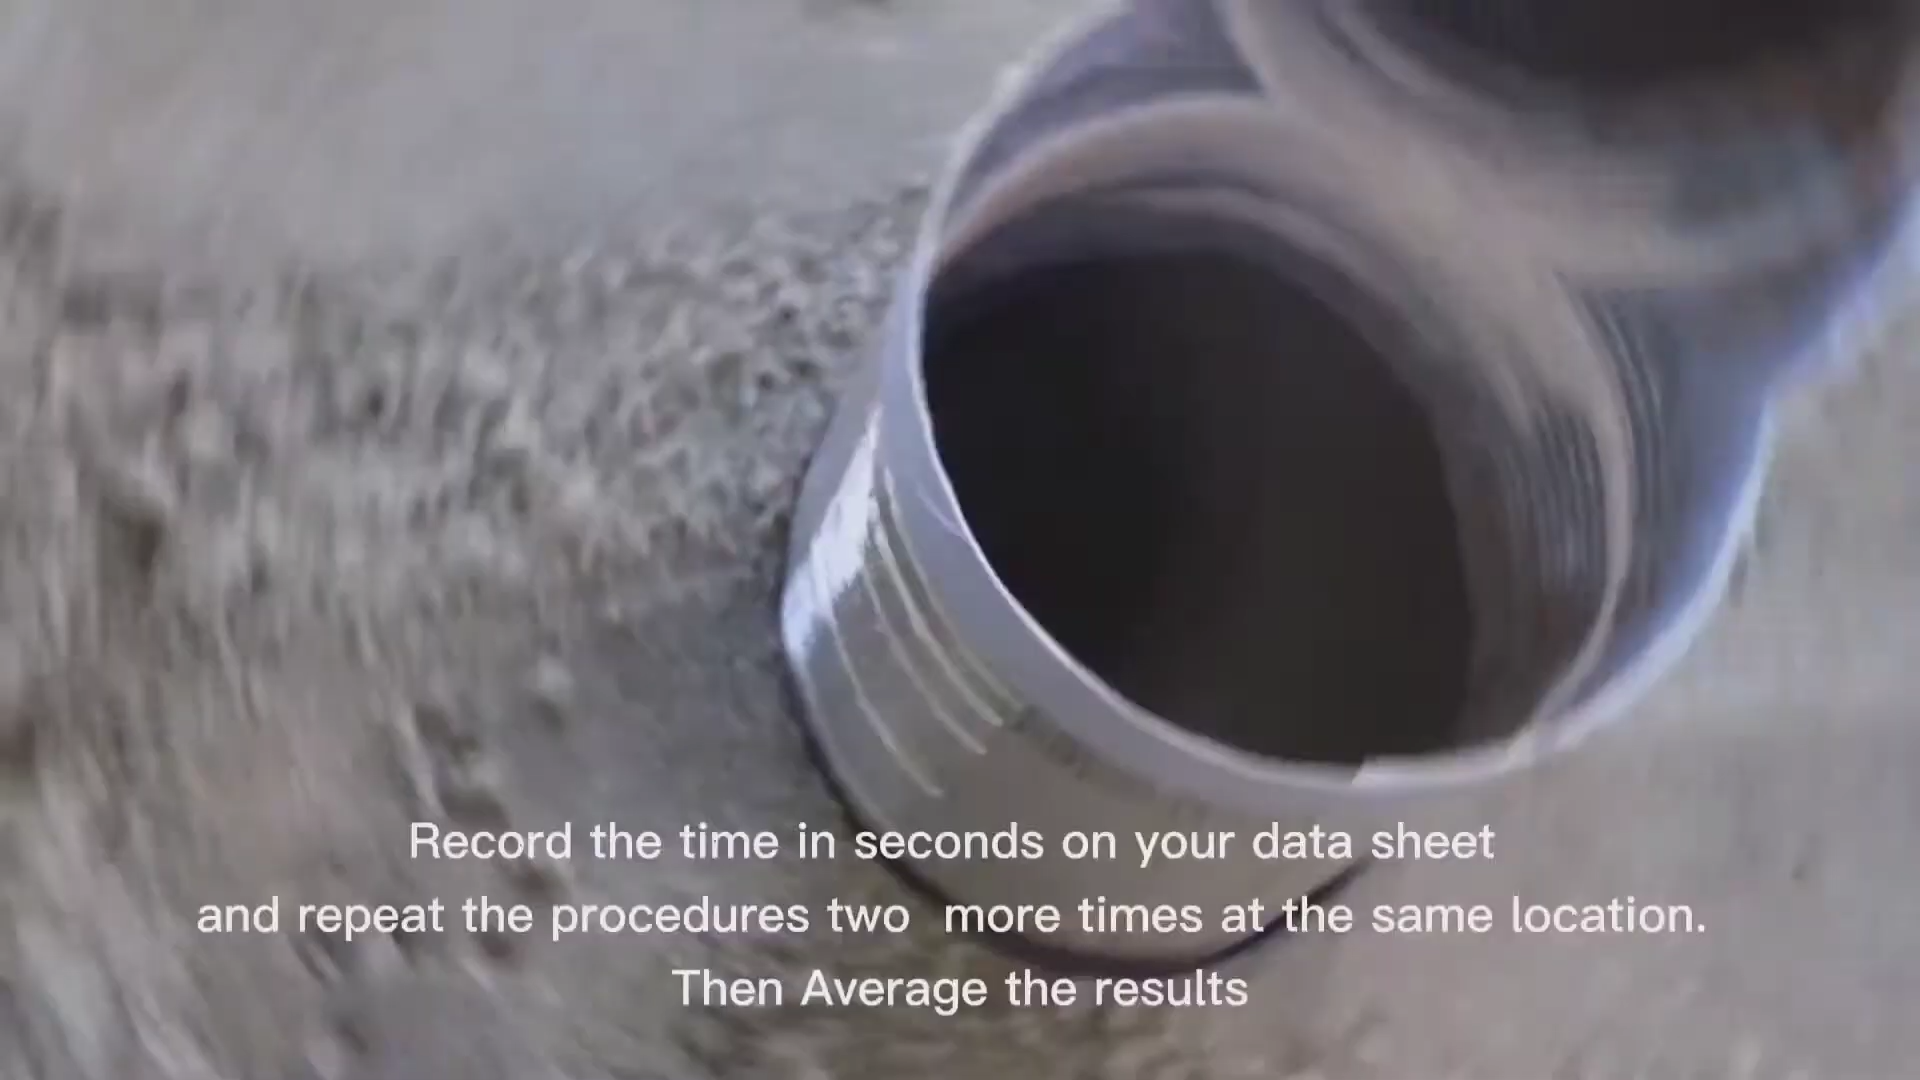 Record the time in seconds on your data sheet
and repeat the procedures two  more times at the same location.
Then Average the results